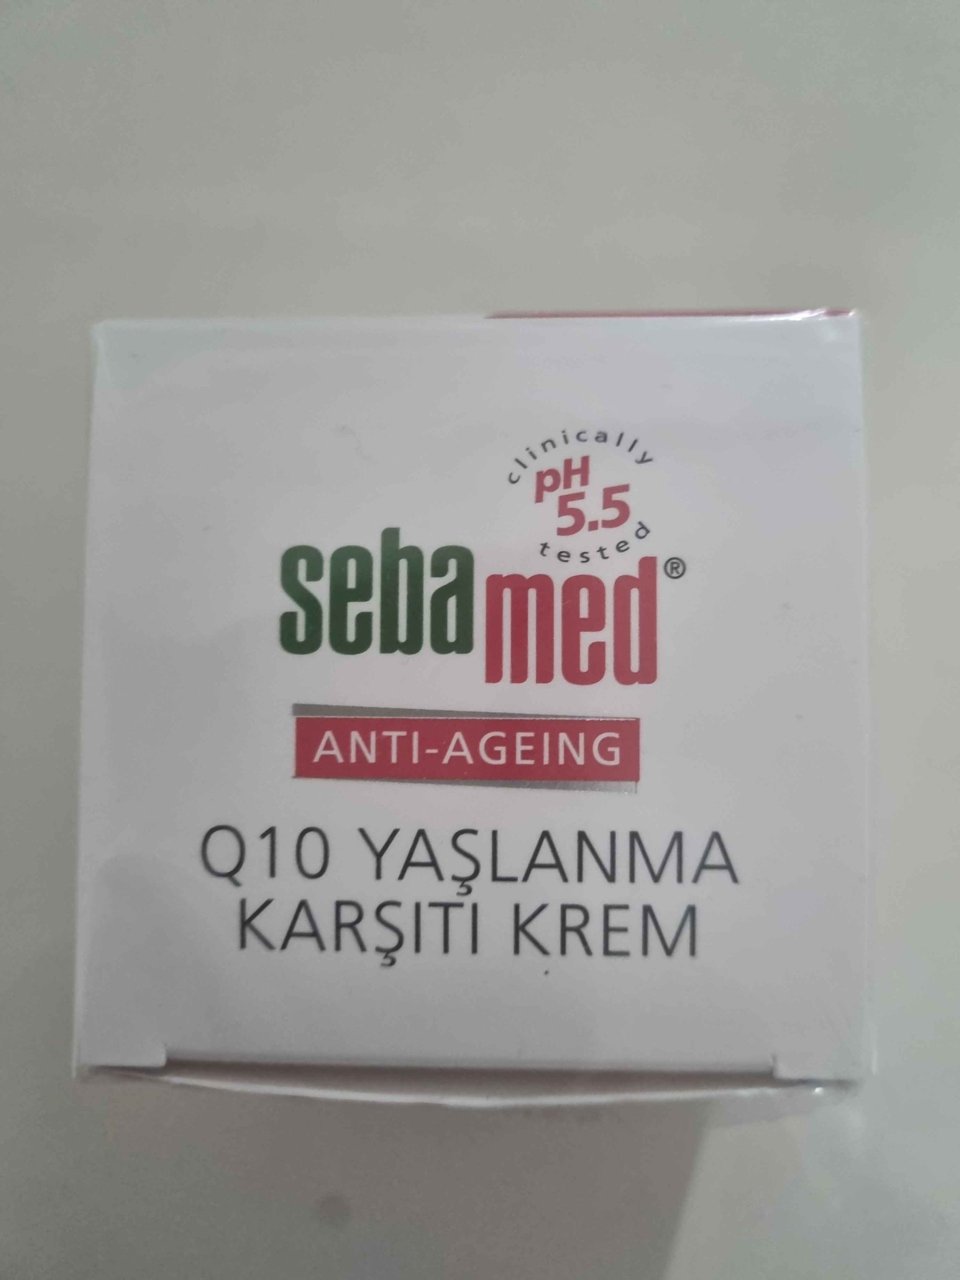 clinically
pH
5.5
tested
sebamed®
ANTI-AGEING
Q10 YAŞLANMA
KARŞITI KREM